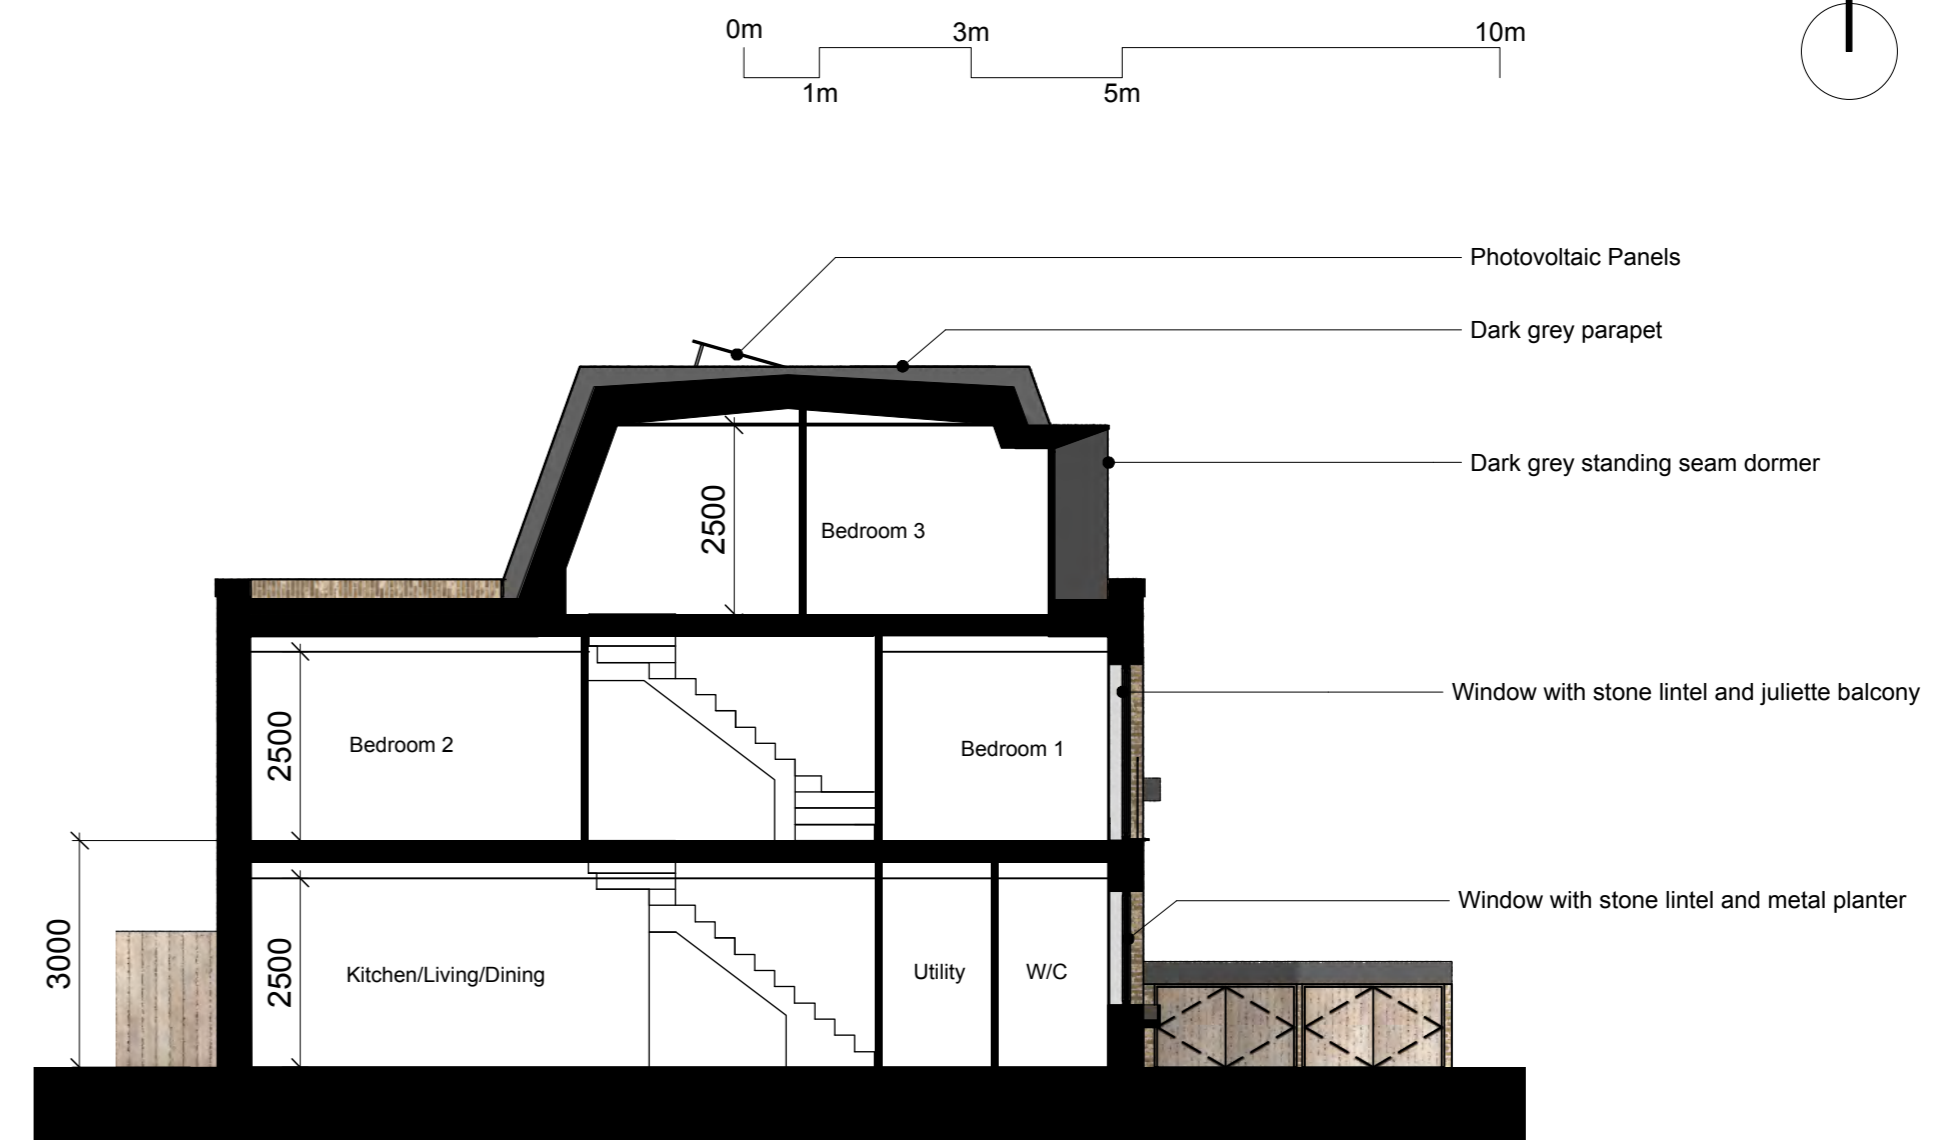 0m
3m
10m
1m
5m
Photovoltaic Panels
Dark grey parapet
Dark grey standing seam dormer
2500
Bedroom 3
Window with stone lintel and juliette balcony
2500
Bedroom 2
Bedroom 1
Window with stone lintel and metal planter
3000
2500
Kitchen/Living/Dining
Utility
W/C